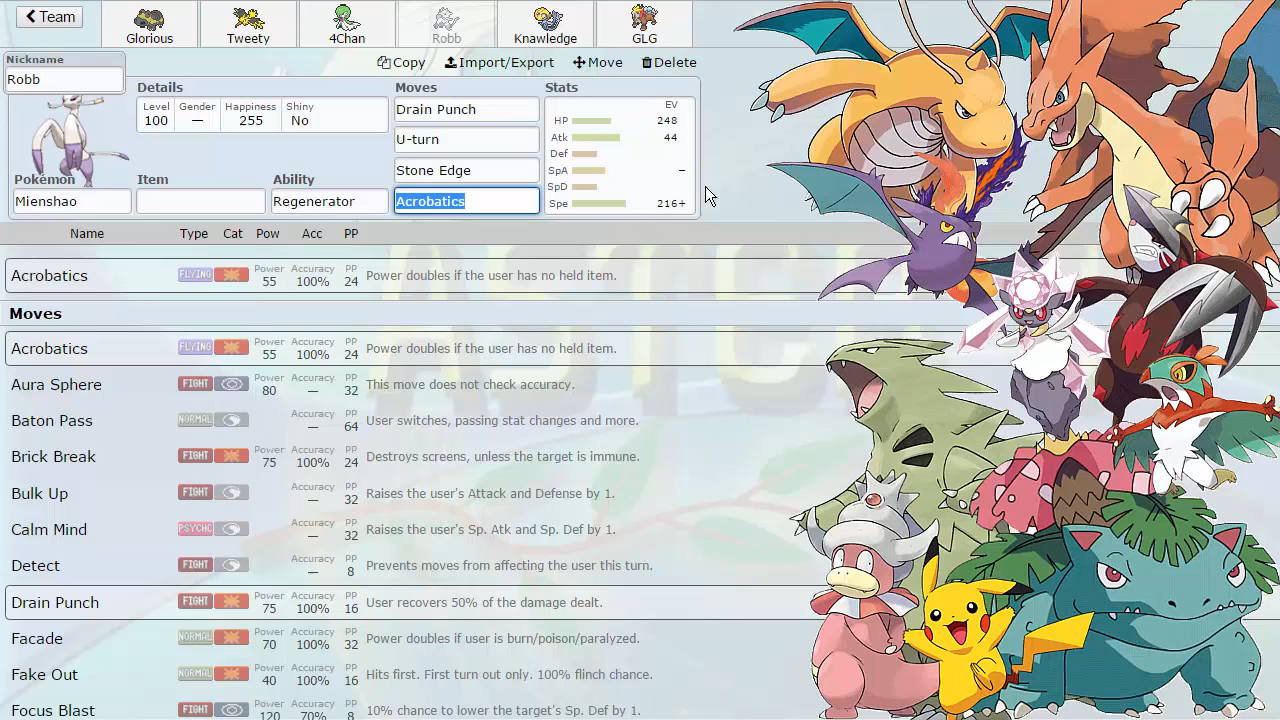 Team
Glorious
Tweety
4Chan
Robb
Knowledge
GLG
Nickname
Robb
Copy
Import/Export
Move
Delete
Details
Moves
Stats
Level Gender Happiness Shiny
100 — 255 No
Drain Punch
U-turn
Stone Edge
Acrobatics
EV
HP 248
Atk 44
Def
SpA –
SpD
Spe 216+
Pokémon Item Ability
Mienshao Regenerator
Name Type Cat Pow Acc PP
Acrobatics FLYING Power 55 Accuracy 100% PP 24 Power doubles if the user has no held item.
Moves
Acrobatics FLYING Power 55 Accuracy 100% PP 24 Power doubles if the user has no held item.
Aura Sphere FIGHT Power 80 Accuracy — PP 32 This move does not check accuracy.
Baton Pass NORMAL Accuracy — PP 64 User switches, passing stat changes and more.
Brick Break FIGHT Power 75 Accuracy 100% PP 24 Destroys screens, unless the target is immune.
Bulk Up FIGHT Accuracy — PP 32 Raises the user's Attack and Defense by 1.
Calm Mind PSYCHC Accuracy — PP 32 Raises the user's Sp. Atk and Sp. Def by 1.
Detect FIGHT Accuracy — PP 8 Prevents moves from affecting the user this turn.
Drain Punch FIGHT Power 75 Accuracy 100% PP 16 User recovers 50% of the damage dealt.
Facade NORMAL Power 70 Accuracy 100% PP 32 Power doubles if user is burn/poison/paralyzed.
Fake Out NORMAL Power 40 Accuracy 100% PP 16 Hits first. First turn out only. 100% flinch chance.
Focus Blast FIGHT Power 120 Accuracy 70% PP 8 10% chance to lower the target's Sp. Def by 1.